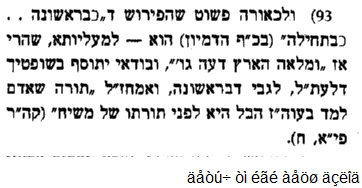 93) ולכאורה פשוט שהפירוש ד„כבראשונה . .
כבתחילה" (בכ"ף הדמיון) הוא — למעליותא, שהרי
אז „ומלאה הארץ דעה גו'", ובודאי יתוסף בשופטיך
דלעת"ל, לגבי דבראשונה, ואמחז"ל „תורה שאדם
למד בעוה"ז הבל היא לפני תורתו של משיח" (קה"ר
פי"א, ח).
äåòú÷ òì éãé àåöø äçëîä